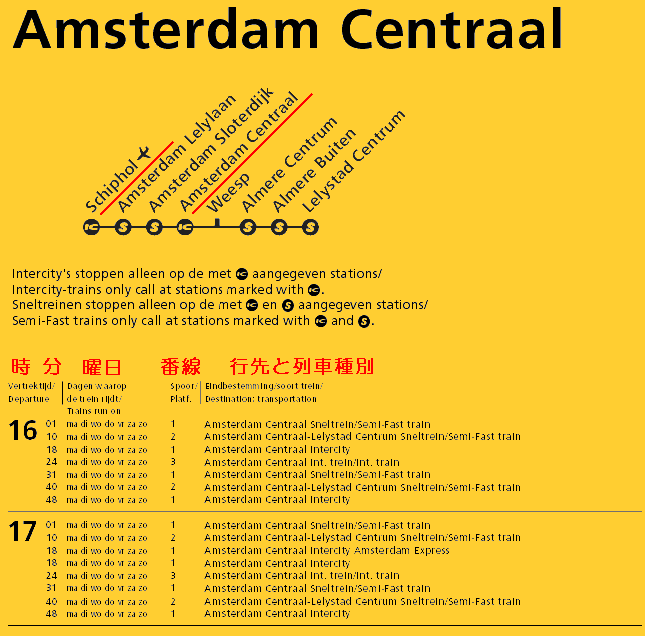 Amsterdam Centraal
Schiphol
Amsterdam Lelylaan
Amsterdam Sloterdijk
Amsterdam Centraal
Weesp
Almere Centrum
Almere Buiten
Lelystad Centrum
IC S S IC S S S
Intercity's stoppen alleen op de met IC aangegeven stations/
Intercity-trains only call at stations marked with IC.
Sneltreinen stoppen alleen op de met IC en S aangegeven stations/
Semi-Fast trains only call at stations marked with IC and S.
時 分 曜日 番線 行先と列車種別
Vertrektijd/ Dagen waarop Spoor/ Eindbestemming/soort trein/
Departure de trein rijdt/ Platf. Destination: transportation
Trains run on
16 01 ma di wo do vr za zo 1 Amsterdam Centraal Sneltrein/Semi-Fast train
10 ma di wo do vr za zo 2 Amsterdam Centraal-Lelystad Centrum Sneltrein/Semi-Fast train
18 ma di wo do vr za zo 1 Amsterdam Centraal Intercity
24 ma di wo do vr za zo 3 Amsterdam Centraal Int. trein/Int. train
31 ma di wo do vr za zo 1 Amsterdam Centraal Sneltrein/Semi-Fast train
40 ma di wo do vr za zo 2 Amsterdam Centraal-Lelystad Centrum Sneltrein/Semi-Fast train
48 ma di wo do vr za zo 1 Amsterdam Centraal Intercity
17 01 ma di wo do vr za zo 1 Amsterdam Centraal Sneltrein/Semi-Fast train
10 ma di wo do vr za zo 2 Amsterdam Centraal-Lelystad Centrum Sneltrein/Semi-Fast train
18 ma di wo do vr za zo 1 Amsterdam Centraal Intercity Amsterdam Express
18 ma di wo do vr za zo 1 Amsterdam Centraal Intercity
24 ma di wo do vr za zo 3 Amsterdam Centraal Int. trein/Int. train
31 ma di wo do vr za zo 1 Amsterdam Centraal Sneltrein/Semi-Fast train
40 ma di wo do vr za zo 2 Amsterdam Centraal-Lelystad Centrum Sneltrein/Semi-Fast train
48 ma di wo do vr za zo 1 Amsterdam Centraal Intercity